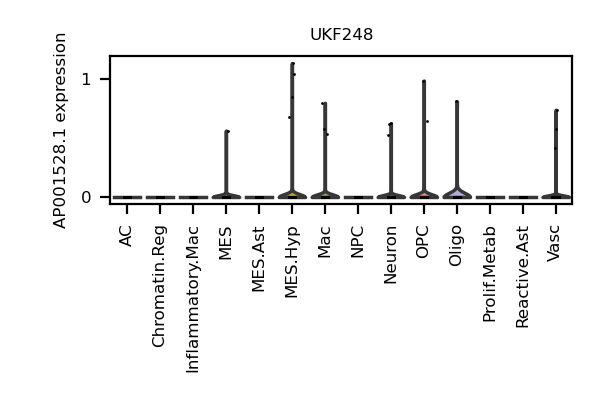 UKF248
AP001528.1 expression
1
0
AC
Chromatin.Reg
Inflammatory.Mac
MES
MES.Ast
MES.Hyp
Mac
NPC
Neuron
OPC
Oligo
Prolif.Metab
Reactive.Ast
Vasc